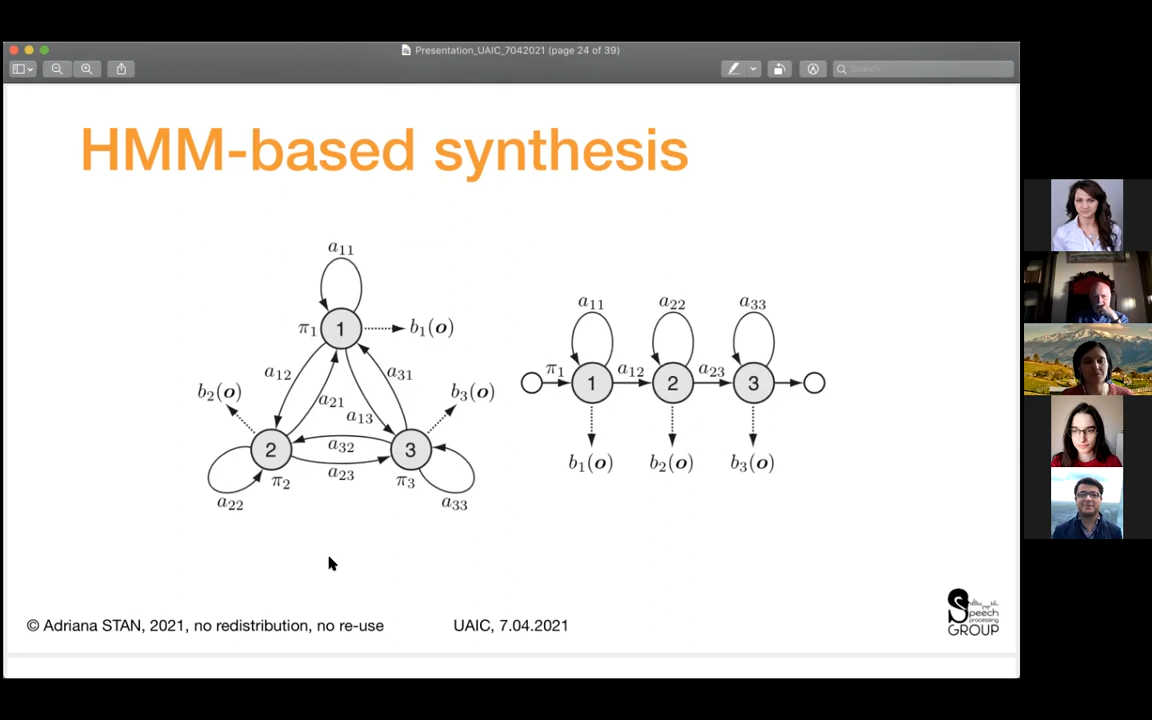 Presentation_UAIC_7042021 (page 24 of 39)
Search
HMM-based synthesis
a11
π1 1 b1(o)
a12 a31
b2(o) a21 a13 b3(o)
2 a32 3
a23
π2 π3
a22 a33
a11 a22 a33
π1 1 a12 2 a23 3
b1(o) b2(o) b3(o)
© Adriana STAN, 2021, no redistribution, no re-use
UAIC, 7.04.2021
Speech
processing
GROUP